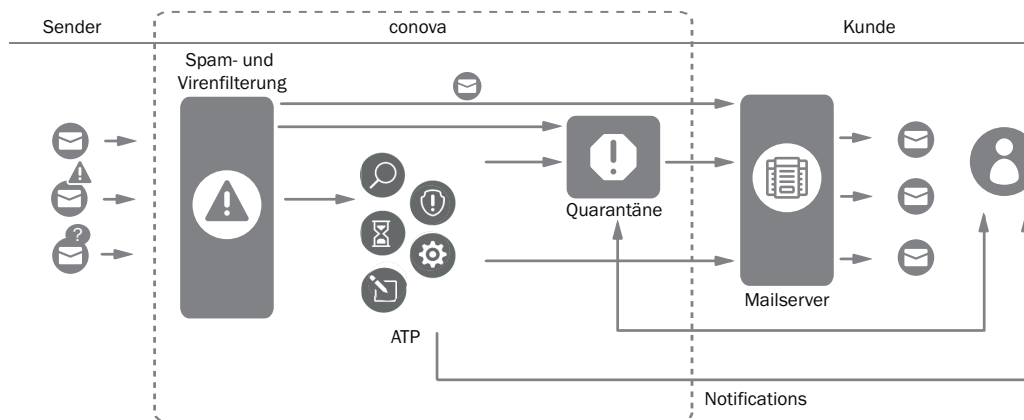 Sender
conova
Kunde
Spam- und
Virenfilterung
?
Quarantäne
Mailserver
ATP
Notifications